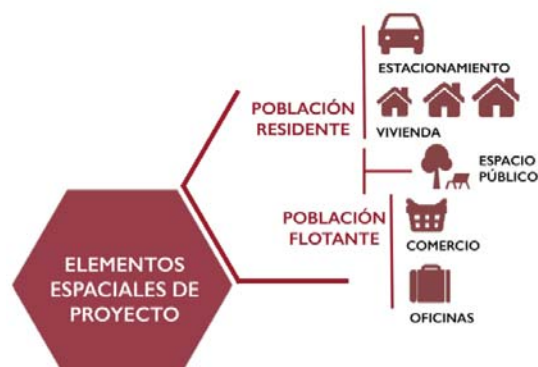 ESTACIONAMIENTO
POBLACIÓN
RESIDENTE
VIVIENDA
ESPACIO
PÚBLICO
POBLACIÓN
FLOTANTE
COMERCIO
OFICINAS
ELEMENTOS
ESPACIALES DE
PROYECTO